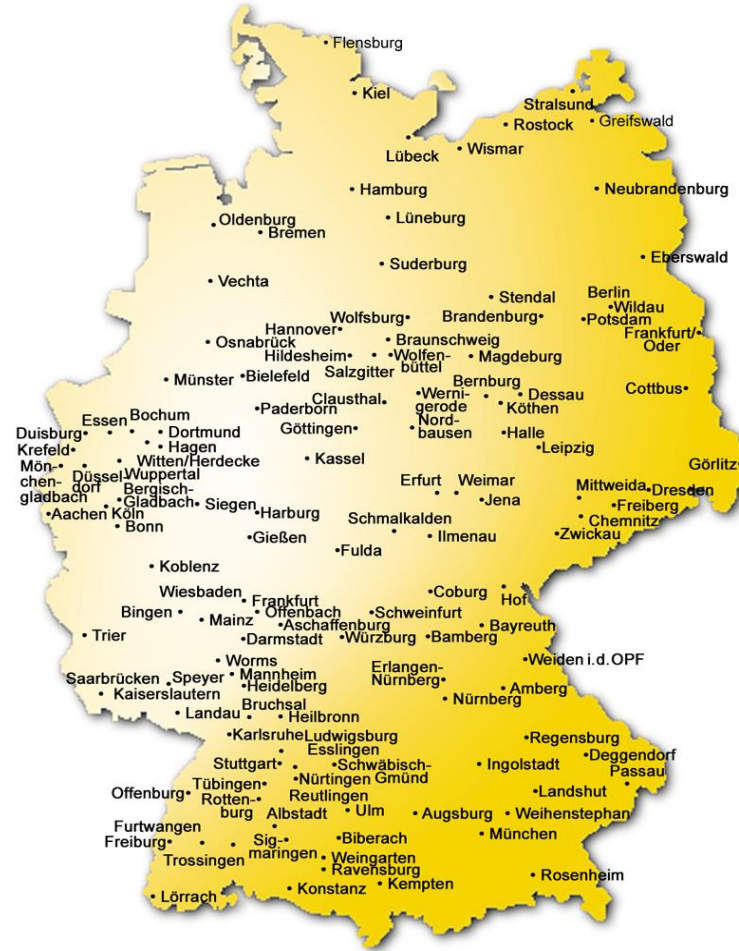 Flensburg
Kiel
Stralsund
Greifswald
Rostock
Lübeck
Wismar
Hamburg
Neubrandenburg
Lüneburg
Oldenburg
Bremen
Eberswald
Suderburg
Vechta
Stendal
Berlin
Wildau
Wolfsburg
Brandenburg
Potsdam
Hannover
Frankfurt/
Oder
Osnabrück
Braunschweig
Hildesheim
Wolfen-
büttel
Magdeburg
Salzgitter
Münster
Bielefeld
Bernburg
Cottbus
Clausthal
Werni-
gerode
Dessau
Köthen
Paderborn
Bochum
Essen
Duisburg
Dortmund
Göttingen
Nord-
hausen
Halle
Krefeld
Hagen
Leipzig
Witten/Herdecke
Kassel
Görlitz
Mön-
chen-
gladbach
Düssel
dorf
Wuppertal
Erfurt
Weimar
Mittweida
Dresden
Bergisch-
Gladbach
Siegen
Jena
Freiberg
Aachen
Köln
Harburg
Schmalkalden
Chemnitz
Bonn
Gießen
Ilmenau
Zwickau
Fulda
Koblenz
Wiesbaden
Frankfurt
Coburg
Hof
Bingen
Mainz
Offenbach
Schweinfurt
Aschaffenburg
Bayreuth
Trier
Darmstadt
Würzburg
Bamberg
Worms
Weiden i.d.OPF
Saarbrücken
Speyer
Mannheim
Erlangen-
Nürnberg
Kaiserslautern
Heidelberg
Amberg
Nürnberg
Landau
Bruchsal
Heilbronn
Karlsruhe
Ludwigsburg
Regensburg
Esslingen
Deggendorf
Stuttgart
Schwäbisch-
Gmünd
Ingolstadt
Passau
Nürtingen
Tübingen
Offenburg
Rotten-
burg
Reutlingen
Landshut
Albstadt
Ulm
Augsburg
Weihenstephan
Furtwangen
Freiburg
Sig-
maringen
Biberach
München
Trossingen
Weingarten
Ravensburg
Rosenheim
Konstanz
Kempten
Lörrach